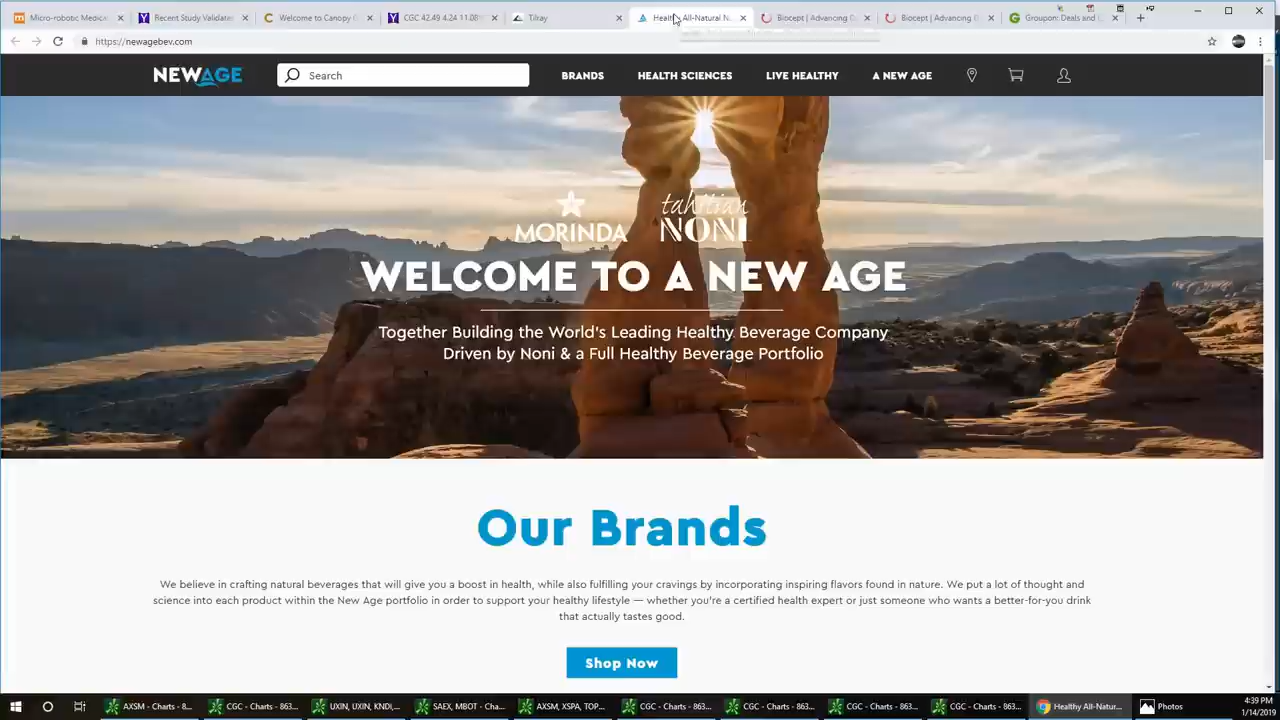 Micro-robotic Medica
Recent Study Validates
Welcome to Canopy G
CGC 42.49 4.24 11.08%
Tilray
Healthy All-Natural N
Biocept | Advancing C
Biocept | Advancing C
Groupon: Deals and
https://newagebev.com
NEWAGE
Search
BRANDS
HEALTH SCIENCES
LIVE HEALTHY
A NEW AGE
MORINDA
tahitian
NONI
WELCOME TO A NEW AGE
Together Building the World's Leading Healthy Beverage Company
Driven by Noni & a Full Healthy Beverage Portfolio
Our Brands
We believe in crafting natural beverages that will give you a boost in health, while also fulfilling your cravings by incorporating inspiring flavors found in nature. We put a lot of thought and
science into each product within the New Age portfolio in order to support your healthy lifestyle — whether you're a certified health expert or just someone who wants a better-for-you drink
that actually tastes good.
Shop Now
AXSM - Charts - 8...
CGC - Charts - 863...
UXIN, UXIN, KNDI,...
SAEX, MBOT - Char...
AXSM, XSPA, TOP...
CGC - Charts - 863...
CGC - Charts - 863...
CGC - Charts - 863...
CGC - Charts - 863...
Healthy All-Natur...
Photos
4:39 PM
1/14/2019